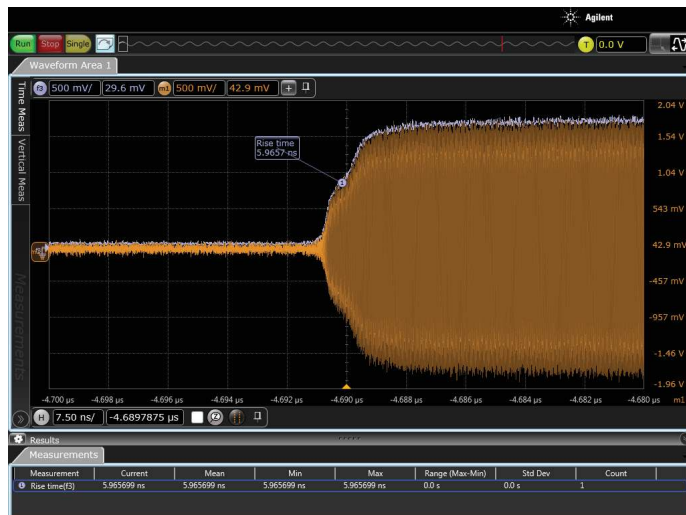 Agilent
Run Stop Single T 0.0 V
Waveform Area 1
f3 500 mV/ 29.6 mV m1 500 mV/ 42.9 mV +
Time Meas
Vertical Meas
Measurements
Rise time
5.9657 ns
2.04 V
1.54 V
1.04 V
543 mV
42.9 mV
-457 mV
-957 mV
-1.46 V
-1.96 V
-4.700 µs -4.698 µs -4.696 µs -4.694 µs -4.692 µs -4.690 µs -4.688 µs -4.686 µs -4.684 µs -4.682 µs -4.680 µs m1
H 7.50 ns/ -4.6897875 µs
Results
Measurements
Measurement Current Mean Min Max Range (Max-Min) Std Dev Count
Rise time(f3) 5.965699 ns 5.965699 ns 5.965699 ns 5.965699 ns 0.0 s 0.0 s 1